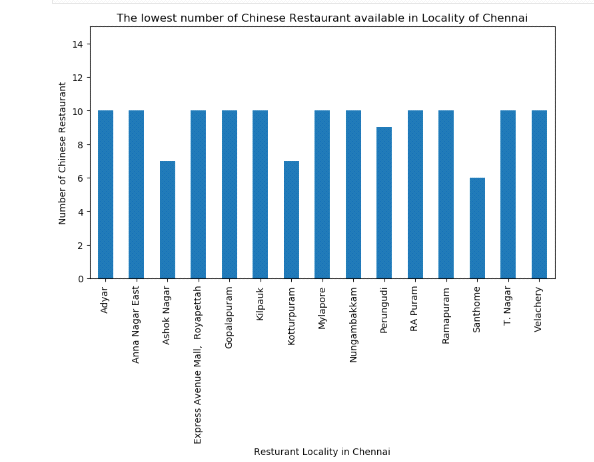 The lowest number of Chinese Restaurant available in Locality of Chennai
14
12
10
8
6
4
2
0
Number of Chinese Restaurant
Adyar
Anna Nagar East
Ashok Nagar
Express Avenue Mall,  Royapettah
Gopalapuram
Kilpauk
Kotturpuram
Mylapore
Nungambakkam
Perungudi
RA Puram
Ramapuram
Santhome
T. Nagar
Velachery
Resturant Locality in Chennai